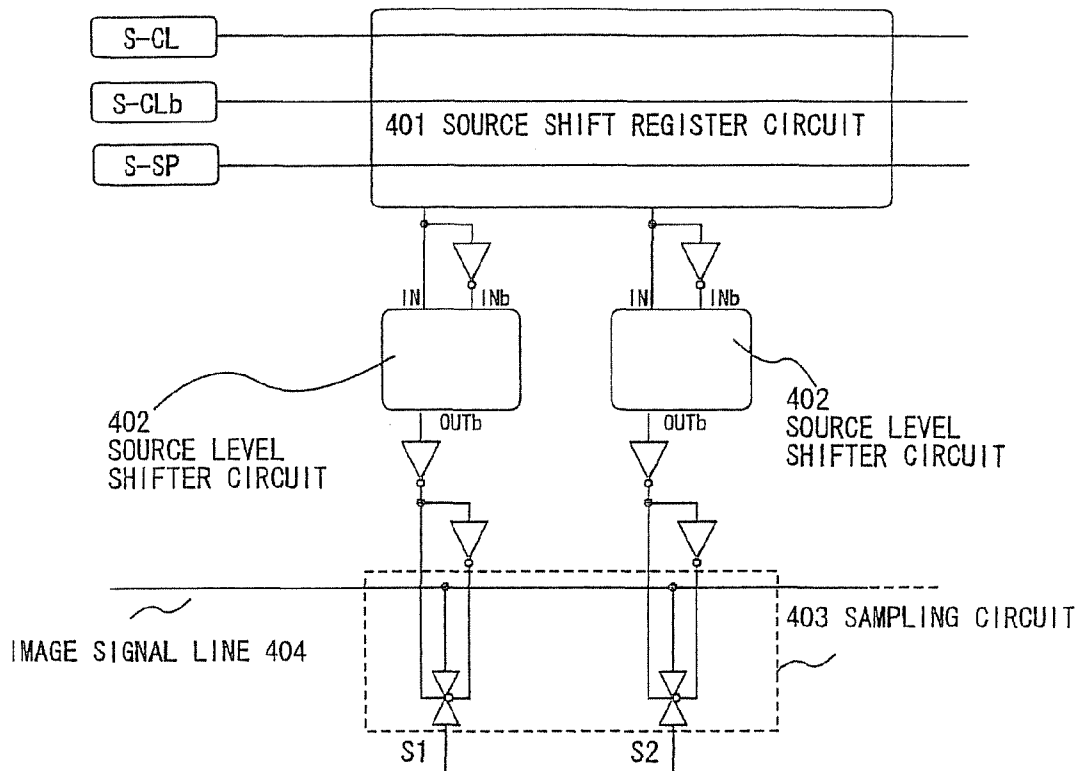 S-CL
S-CLb
401 SOURCE SHIFT REGISTER CIRCUIT
S-SP
IN
INb
IN
INb
402
SOURCE LEVEL
SHIFTER CIRCUIT
OUTb
OUTb
402
SOURCE LEVEL
SHIFTER CIRCUIT
403 SAMPLING CIRCUIT
IMAGE SIGNAL LINE 404
S1
S2